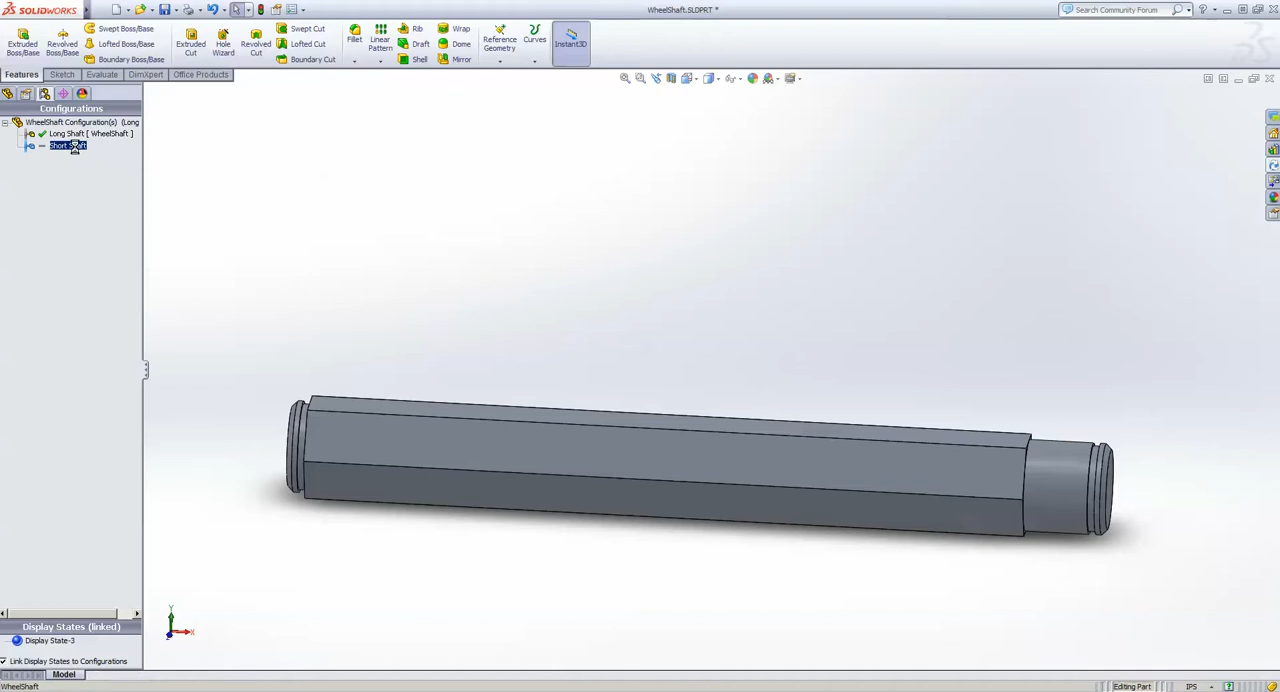 SOLIDWORKS
WheelShaft.SLDPRT *
Search Community Forum
Extruded Boss/Base
Revolved Boss/Base
Swept Boss/Base
Lofted Boss/Base
Boundary Boss/Base
Extruded Cut
Hole Wizard
Revolved Cut
Swept Cut
Lofted Cut
Boundary Cut
Fillet
Linear Pattern
Rib
Draft
Shell
Wrap
Dome
Mirror
Reference Geometry
Curves
Instant3D
Features
Sketch
Evaluate
DimXpert
Office Products
Configurations
WheelShaft Configuration(s) (Long
Long Shaft [ WheelShaft ]
Y
X
Display States (linked)
Display State-3
Link Display States to Configurations
Model
WheelShaft
Editing Part
IPS